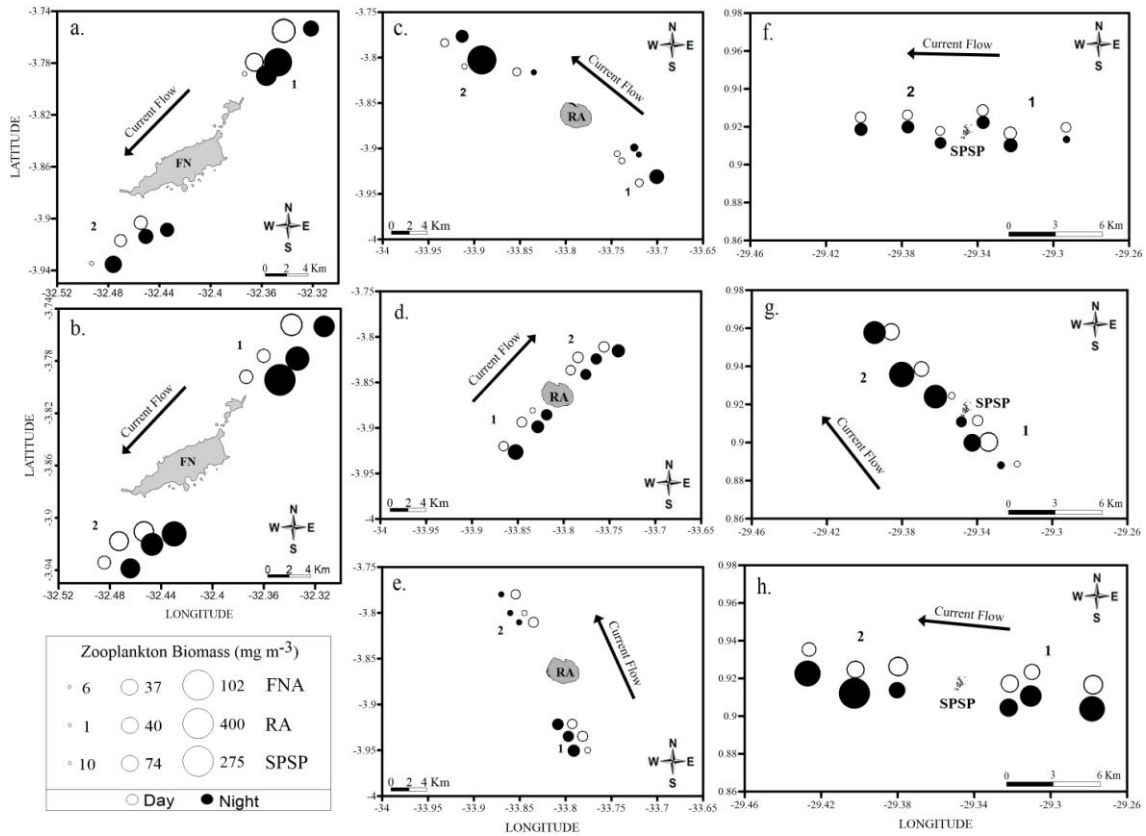 a.
-3.74
-3.78
-3.82
-3.86
-3.9
-3.94
LATITUDE
1
Current Flow
FN
2
N
W E
S
0 2 4 Km
-32.52 -32.48 -32.44 -32.4 -32.36 -32.32
b.
-3.74
-3.78
-3.82
-3.86
-3.9
-3.94
LATITUDE
1
Current Flow
FN
2
N
W E
S
0 2 4 Km
-32.52 -32.48 -32.44 -32.4 -32.36 -32.32
LONGITUDE
Zooplankton Biomass (mg m-3)
6 37 102 FNA
1 40 400 RA
10 74 275 SPSP
Day Night
c.
-3.75
-3.8
-3.85
-3.9
-3.95
-4
N
W E
S
Current Flow
2
RA
1
0 2 4 Km
-34 -33.95 -33.9 -33.85 -33.8 -33.75 -33.7 -33.65
d.
-3.75
-3.8
-3.85
-3.9
-3.95
-4
2
Current Flow
RA
1
N
W E
S
0 2 4 Km
-34 -33.95 -33.9 -33.85 -33.8 -33.75 -33.7 -33.65
e.
-3.75
-3.8
-3.85
-3.9
-3.95
-4
N
W E
S
2
Current Flow
RA
1
0 2 4 Km
-34 -33.95 -33.9 -33.85 -33.8 -33.75 -33.7 -33.65
LONGITUDE
f.
0.98
0.96
0.94
0.92
0.9
0.88
0.86
Current Flow
N
W E
S
2 1
SPSP
0 3 6 Km
-29.46 -29.42 -29.38 -29.34 -29.3 -29.26
g.
0.98
0.96
0.94
0.92
0.9
0.88
0.86
N
W E
S
2
SPSP
1
Current Flow
0 3 6 Km
-29.46 -29.42 -29.38 -29.34 -29.3 -29.26
h.
0.98
0.96
0.94
0.92
0.9
0.88
0.86
Current Flow
N
W E
S
2 1
SPSP
0 3 6 Km
-29.46 -29.42 -29.38 -29.34 -29.3 -29.26
LONGITUDE